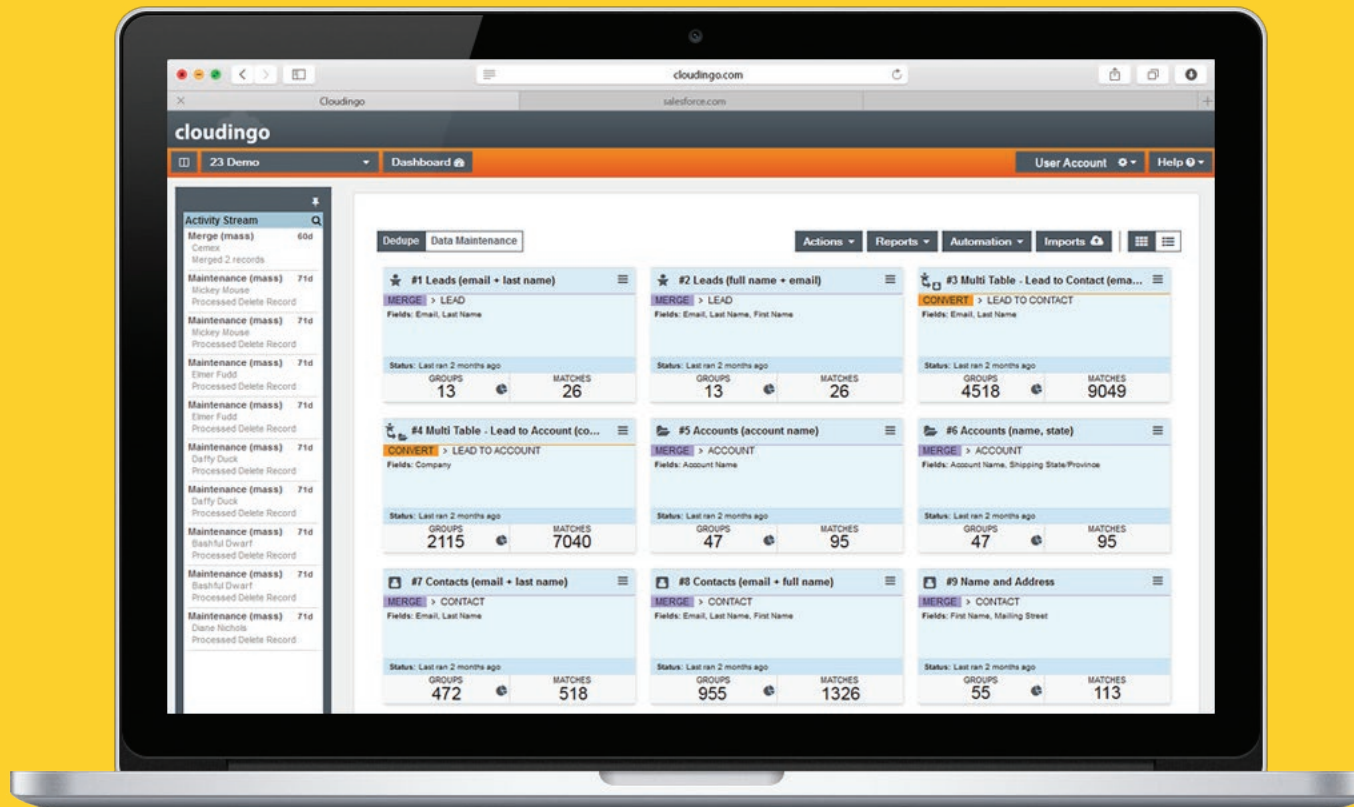 cloudingo.com
Cloudingo
salesforce.com
cloudingo
23 Demo
Dashboard
User Account
Help
Activity Stream
Merge (mass) 60d
Cemex
Merged 2 records.
Maintenance (mass) 71d
Mickey Mouse
Processed Delete Record
Maintenance (mass) 71d
Mickey Mouse
Processed Delete Record
Maintenance (mass) 71d
Elmer Fudd
Processed Delete Record
Maintenance (mass) 71d
Elmer Fudd
Processed Delete Record
Maintenance (mass) 71d
Daffy Duck
Processed Delete Record
Maintenance (mass) 71d
Daffy Duck
Processed Delete Record
Maintenance (mass) 71d
Bashful Dwarf
Processed Delete Record
Maintenance (mass) 71d
Bashful Dwarf
Processed Delete Record
Maintenance (mass) 71d
Diane Nichols
Processed Delete Record
Dedupe Data Maintenance
Actions Reports Automation Imports
#1 Leads (email + last name)
MERGE > LEAD
Fields: Email, Last Name
Status: Last ran 2 months ago
GROUPS MATCHES
13 26
#2 Leads (full name + email)
MERGE > LEAD
Fields: Email, Last Name, First Name
Status: Last ran 2 months ago
GROUPS MATCHES
13 26
#3 Multi Table - Lead to Contact (ema...
CONVERT > LEAD TO CONTACT
Fields: Email, Last Name
Status: Last ran 2 months ago
GROUPS MATCHES
4518 9049
#4 Multi Table - Lead to Account (co...
CONVERT > LEAD TO ACCOUNT
Fields: Company
Status: Last ran 2 months ago
GROUPS MATCHES
2115 7040
#5 Accounts (account name)
MERGE > ACCOUNT
Fields: Account Name
Status: Last ran 2 months ago
GROUPS MATCHES
47 95
#6 Accounts (name, state)
MERGE > ACCOUNT
Fields: Account Name, Shipping State/Province
Status: Last ran 2 months ago
GROUPS MATCHES
47 95
#7 Contacts (email + last name)
MERGE > CONTACT
Fields: Email, Last Name
Status: Last ran 2 months ago
GROUPS MATCHES
472 518
#8 Contacts (email + full name)
MERGE > CONTACT
Fields: Email, Last Name, First Name
Status: Last ran 2 months ago
GROUPS MATCHES
955 1326
#9 Name and Address
MERGE > CONTACT
Fields: First Name, Mailing Street
Status: Last ran 2 months ago
GROUPS MATCHES
55 113